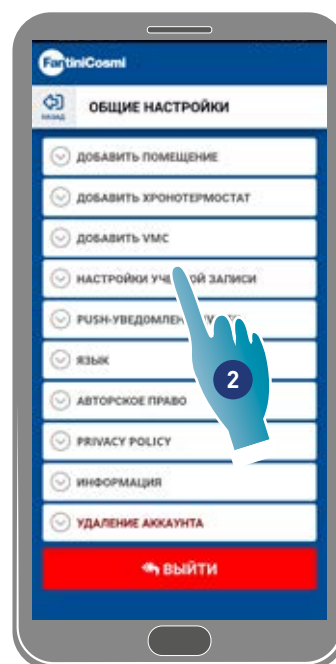 FantiniCosmi
НАЗАД
ОБЩИЕ НАСТРОЙКИ
ДОБАВИТЬ ПОМЕЩЕНИЕ
ДОБАВИТЬ ХРОНОТЕРМОСТАТ
ДОБАВИТЬ VMC
НАСТРОЙКИ УЧ ОЙ ЗАПИСИ
PUSH-УВЕДОМЛЕН
ЯЗЫК
2
АВТОРСКОЕ ПРАВО
PRIVACY POLICY
ИНФОРМАЦИЯ
УДАЛЕНИЕ АККАУНТА
ВЫЙТИ